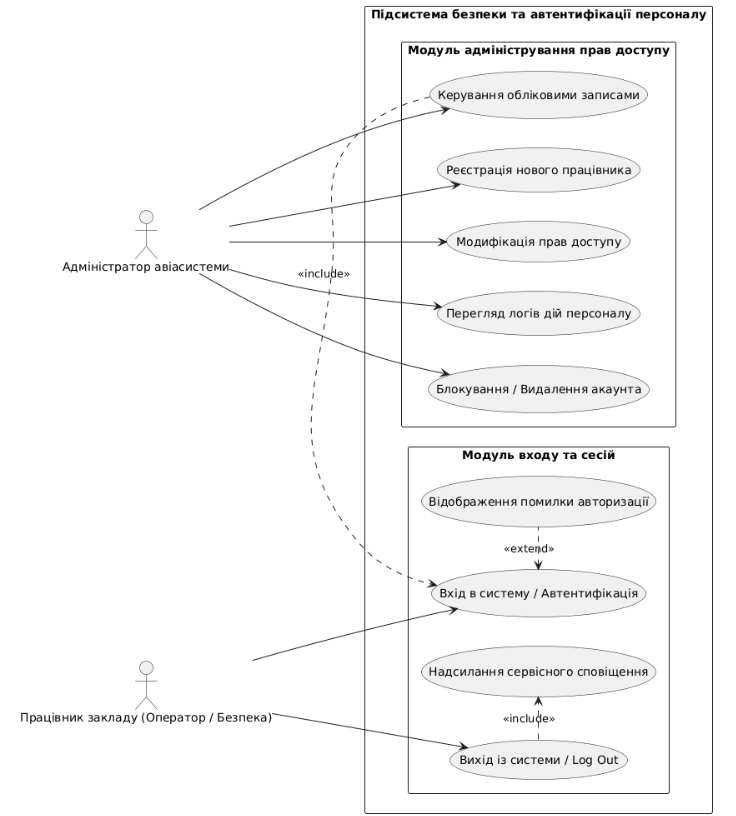 Підсистема безпеки та автентифікації персоналу
Модуль адміністрування прав доступу
Керування обліковими записами
Реєстрація нового працівника
Модифікація прав доступу
Адміністратор авіасистеми
«include»
Перегляд логів дій персоналу
Блокування / Видалення акаунта
Модуль входу та сесій
Відображення помилки авторизації
«extend»
Вхід в систему / Автентифікація
Надсилання сервісного сповіщення
Працівник закладу (Оператор / Безпека)
«include»
Вихід із системи / Log Out